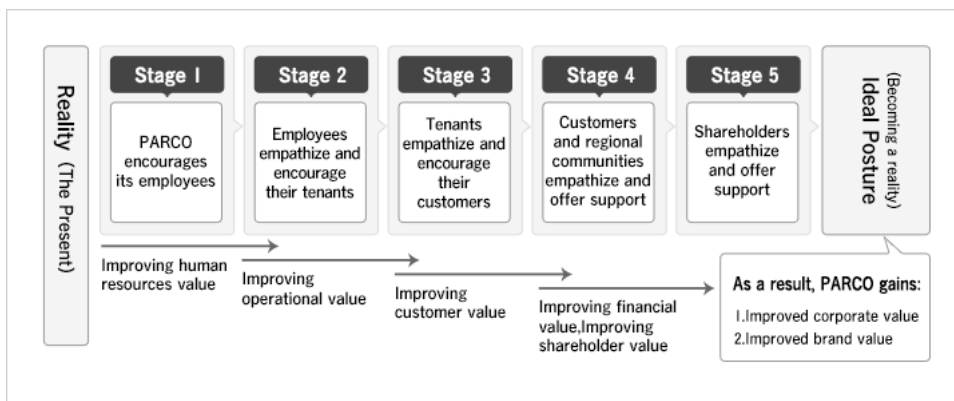 Reality (The Present)
Stage 1
PARCO
encourages
its employees
Stage 2
Employees
empathize and
encourage
their tenants
Stage 3
Tenants
empathize and
encourage
their
customers
Stage 4
Customers
and regional
communities
empathize and
offer support
Stage 5
Shareholders
empathize
and offer
support
(Becoming a reality)
Ideal Posture
Improving human
resources value
Improving
operational value
Improving
customer value
Improving financial
value,Improving
shareholder value
As a result, PARCO gains:
1.Improved corporate value
2.Improved brand value